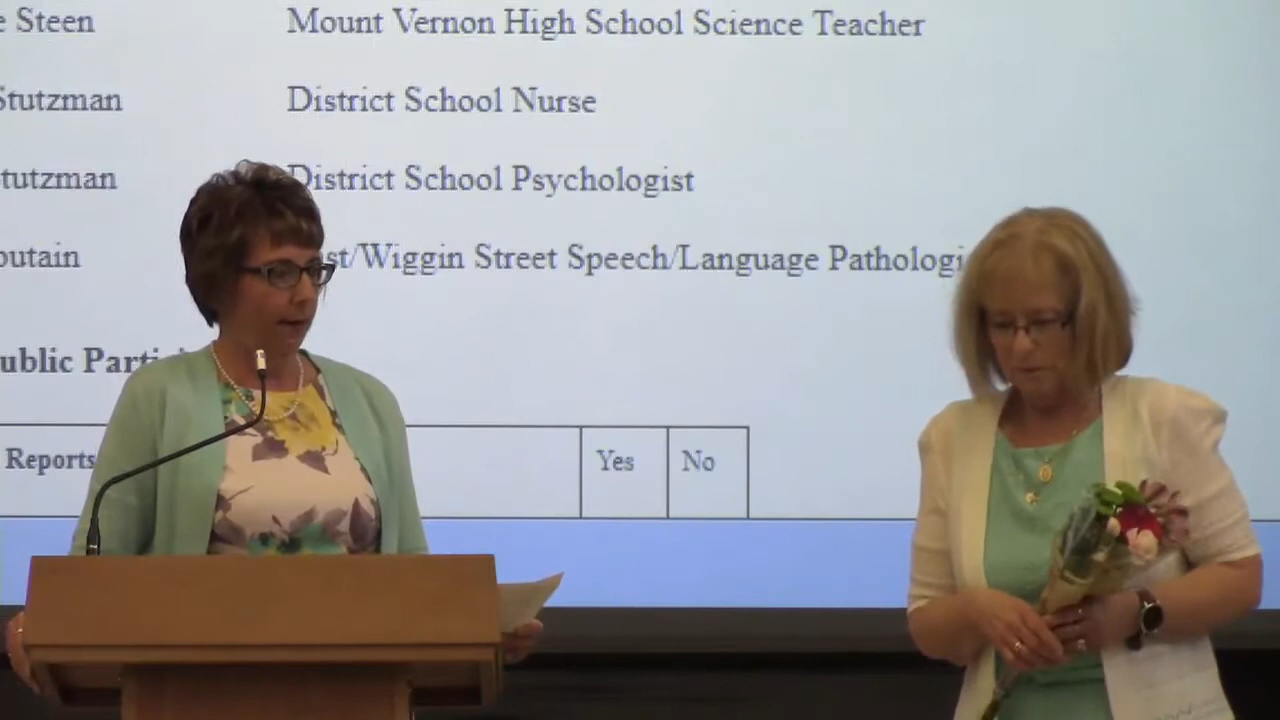 e Steen Mount Vernon High School Science Teacher
Stutzman District School Nurse
tutzman District School Psychologist
outain st/Wiggin Street Speech/Language Pathologi
ublic Parti
Reports Yes No